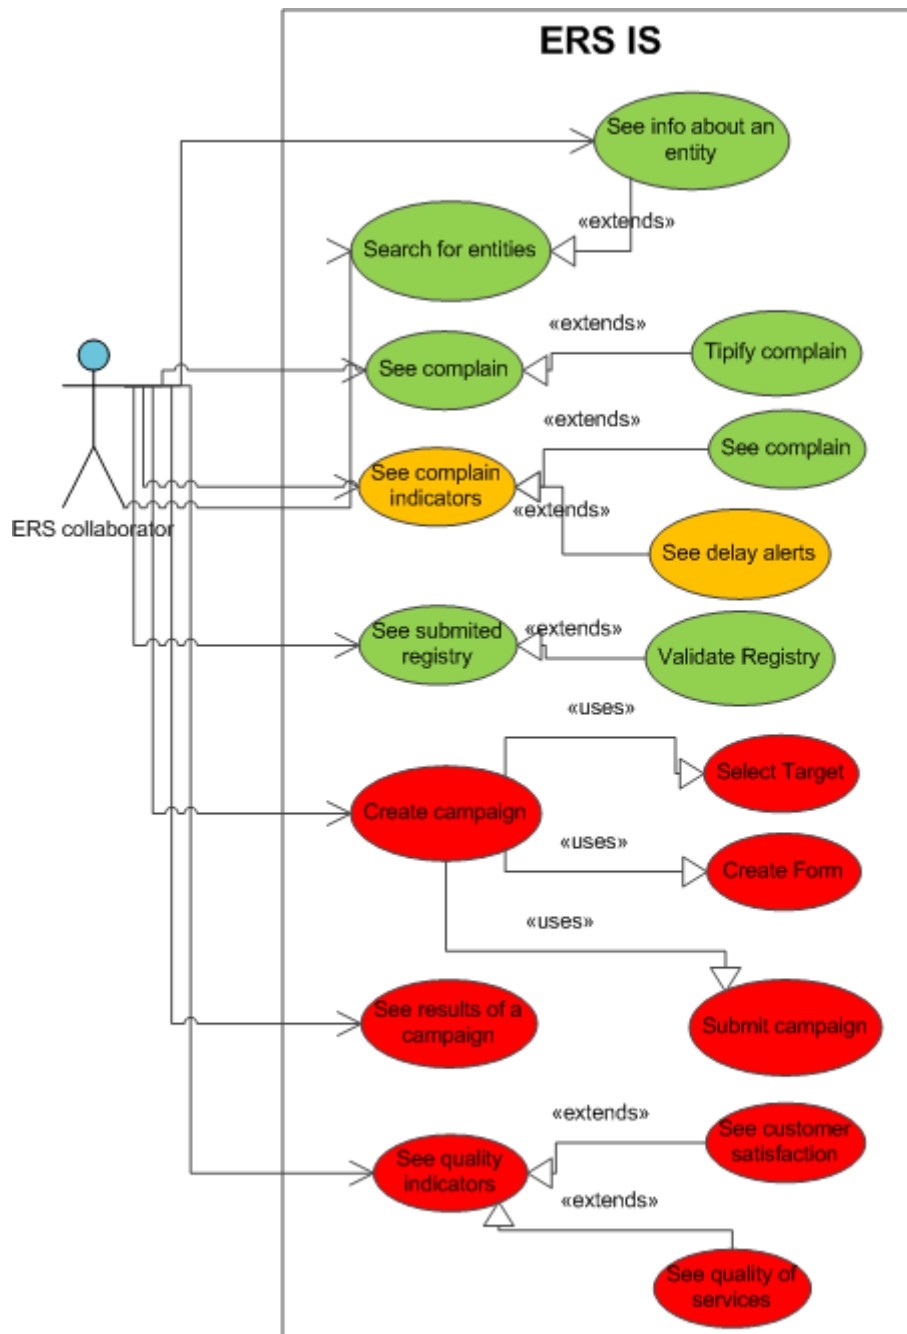 ERS IS
See info about an
entity
«extends»
Search for entities
«extends»
See complain
Tipify complain
«extends»
See complain
See complain
indicators
«extends»
ERS collaborator
See delay alerts
See submited
registry
«extends»
Validate Registry
«uses»
Select Target
Create campaign
«uses»
Create Form
«uses»
See results of a
campaign
Submit campaign
«extends»
See customer
satisfaction
See quality
indicators
«extends»
See quality of
services